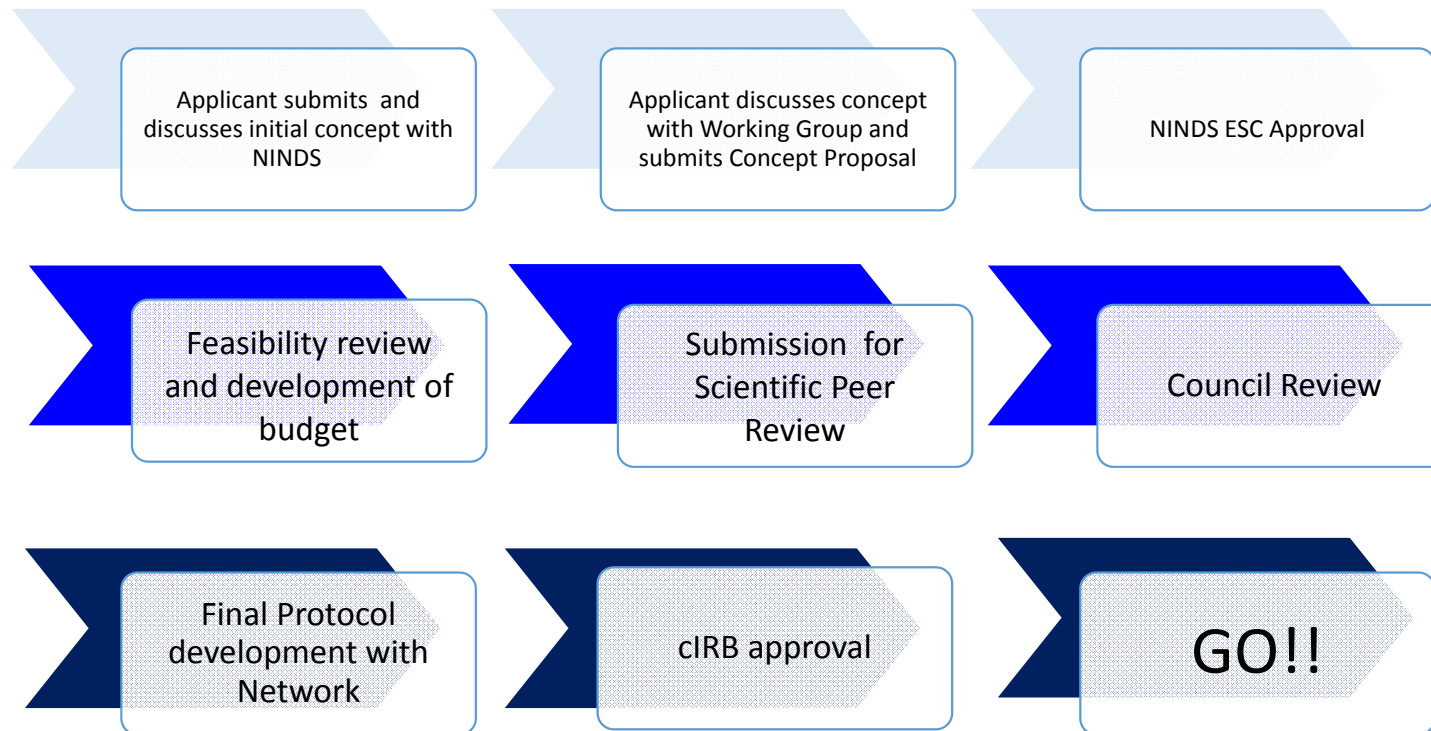 Applicant submits and
discusses initial concept with
NINDS
Applicant discusses concept
with Working Group and
submits Concept Proposal
NINDS ESC Approval
Feasibility review
and development of
budget
Submission for
Scientific Peer
Review
Council Review
Final Protocol
development with
Network
cIRB approval
GO!!